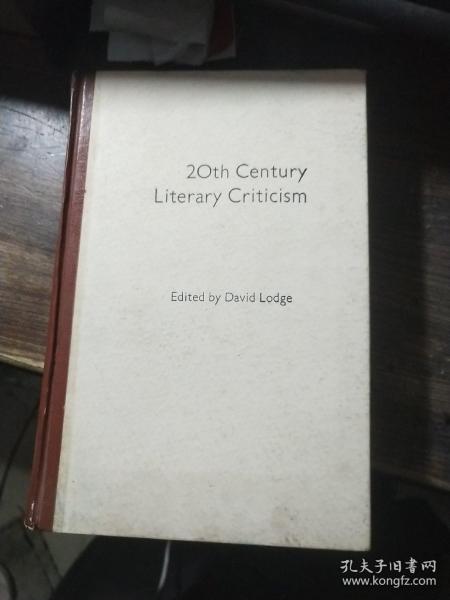 20th Century
Literary Criticism
Edited by David Lodge
孔夫子旧书网
www.kongfz.com